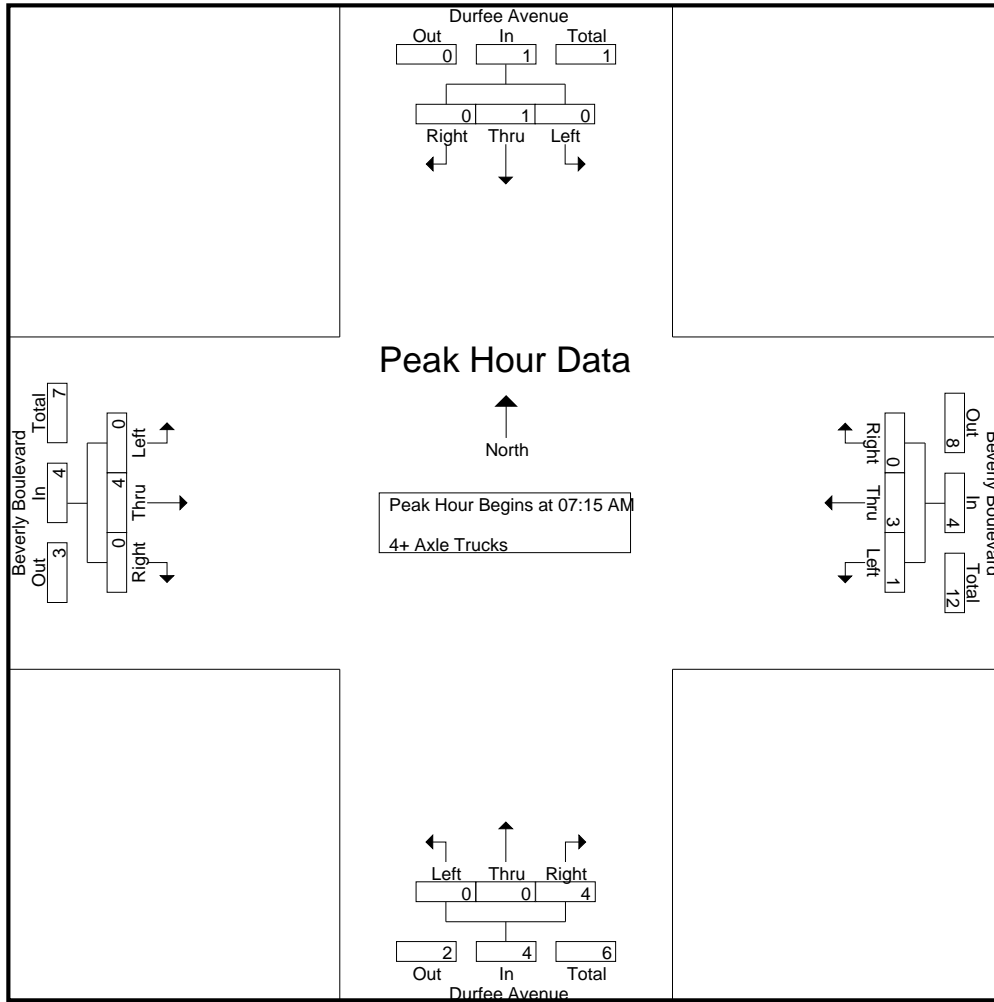 Durfee Avenue
Out In Total
0 1 1
0 1 0
Right Thru Left
Peak Hour Data
North
Peak Hour Begins at 07:15 AM
4+ Axle Trucks
Beverly Boulevard
Out In Total
3 4 7
0 4 0
Right Thru Left
Beverly Boulevard
Out In Total
8 4 12
0 3 1
Right Thru Left
Left Thru Right
0 0 4
2 4 6
Out In Total
Durfee Avenue